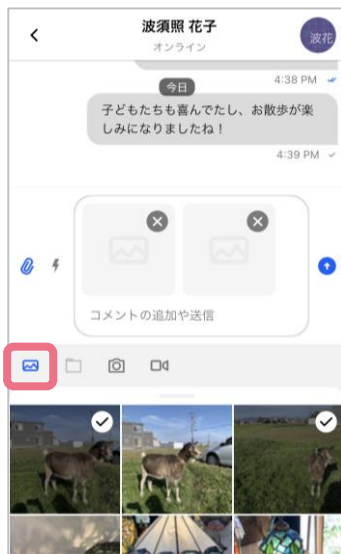 波須照 花子
オンライン
波花
4:38 PM
今日
子どもたちも喜んでたし、お散歩が楽
しみになりましたね！
4:39 PM
コメントの追加や送信